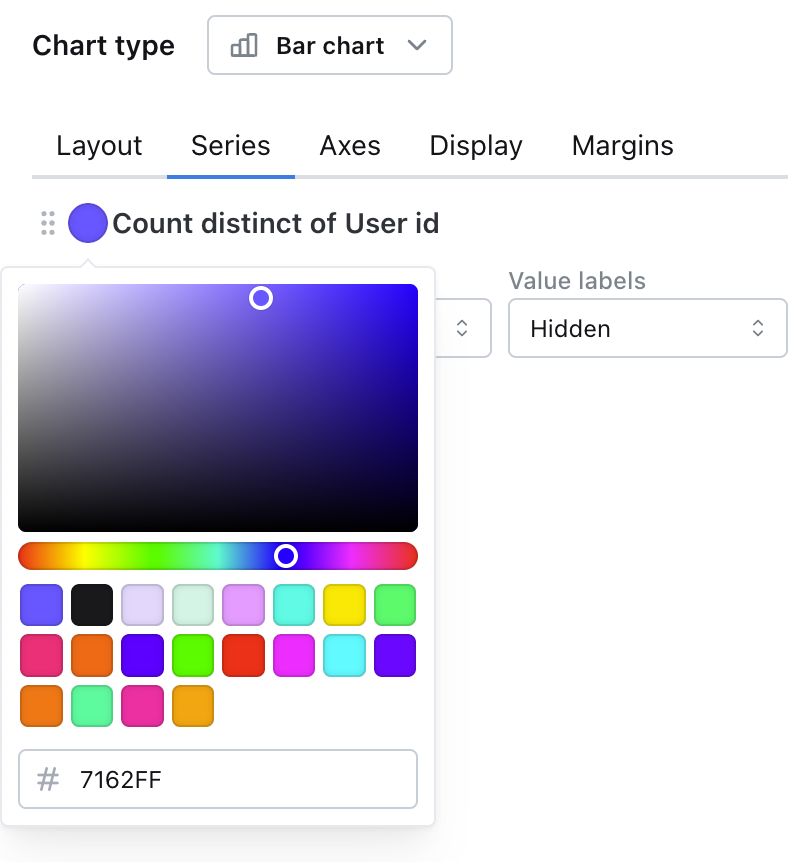 Chart type
Bar chart
Layout Series Axes Display Margins
Count distinct of User id
Value labels
Hidden
# 7162FF